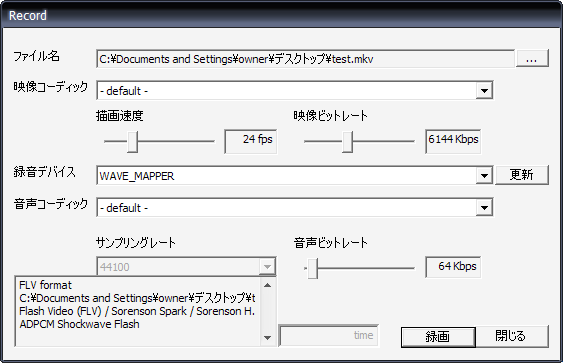 Record
ファイル名
C:¥Documents and Settings¥owner¥デスクトップ¥test.mkv
...
映像コーディック
- default -
描画速度 映像ビットレート
24 fps 6144 Kbps
録音デバイス
WAVE_MAPPER
更新
音声コーディック
- default -
サンプリングレート 音声ビットレート
44100 64 Kbps
FLV format
C:¥Documents and Settings¥owner¥デスクトップ¥t
Flash Video (FLV) / Sorenson Spark / Sorenson H.
ADPCM Shockwave Flash
time
録画
閉じる